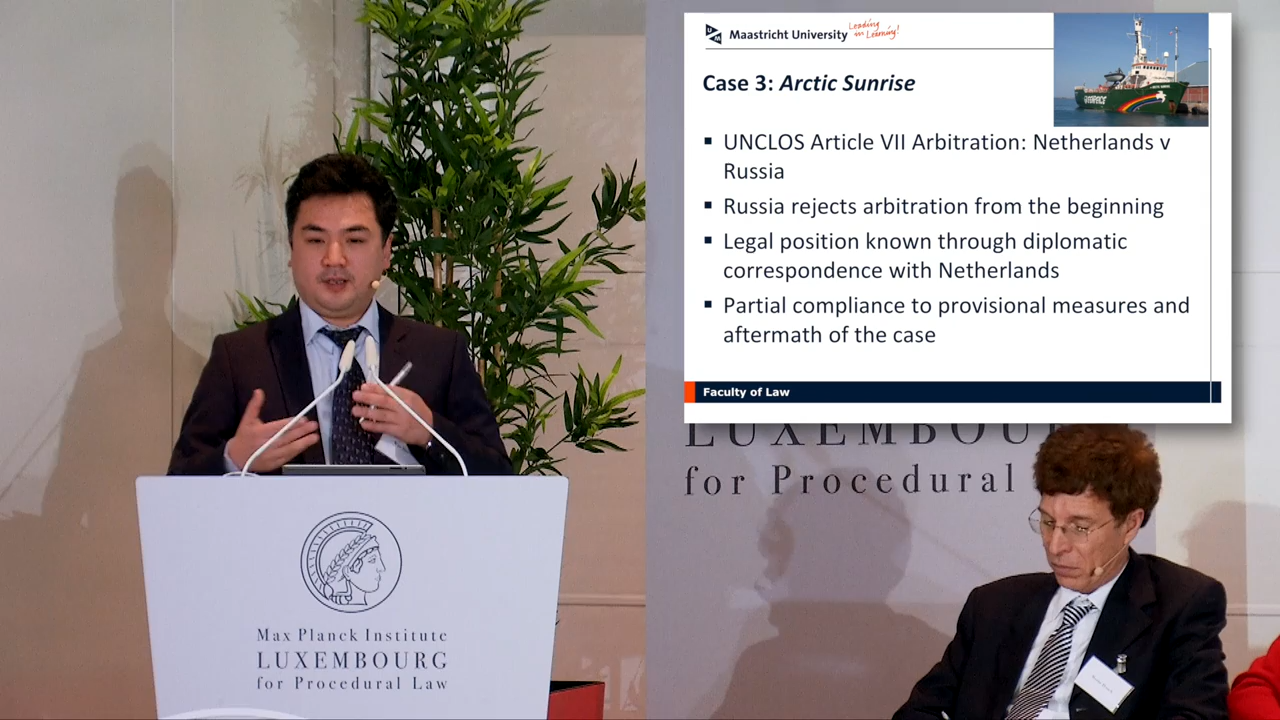 UM
Maastricht University
Leading
in Learning!
Case 3: Arctic Sunrise
▪ UNCLOS Article VII Arbitration: Netherlands v
Russia
▪ Russia rejects arbitration from the beginning
▪ Legal position known through diplomatic
correspondence with Netherlands
▪ Partial compliance to provisional measures and
aftermath of the case
Faculty of Law
LUXEMBOU
for Procedural
Max Planck Institute
LUXEMBOURG
for Procedural Law